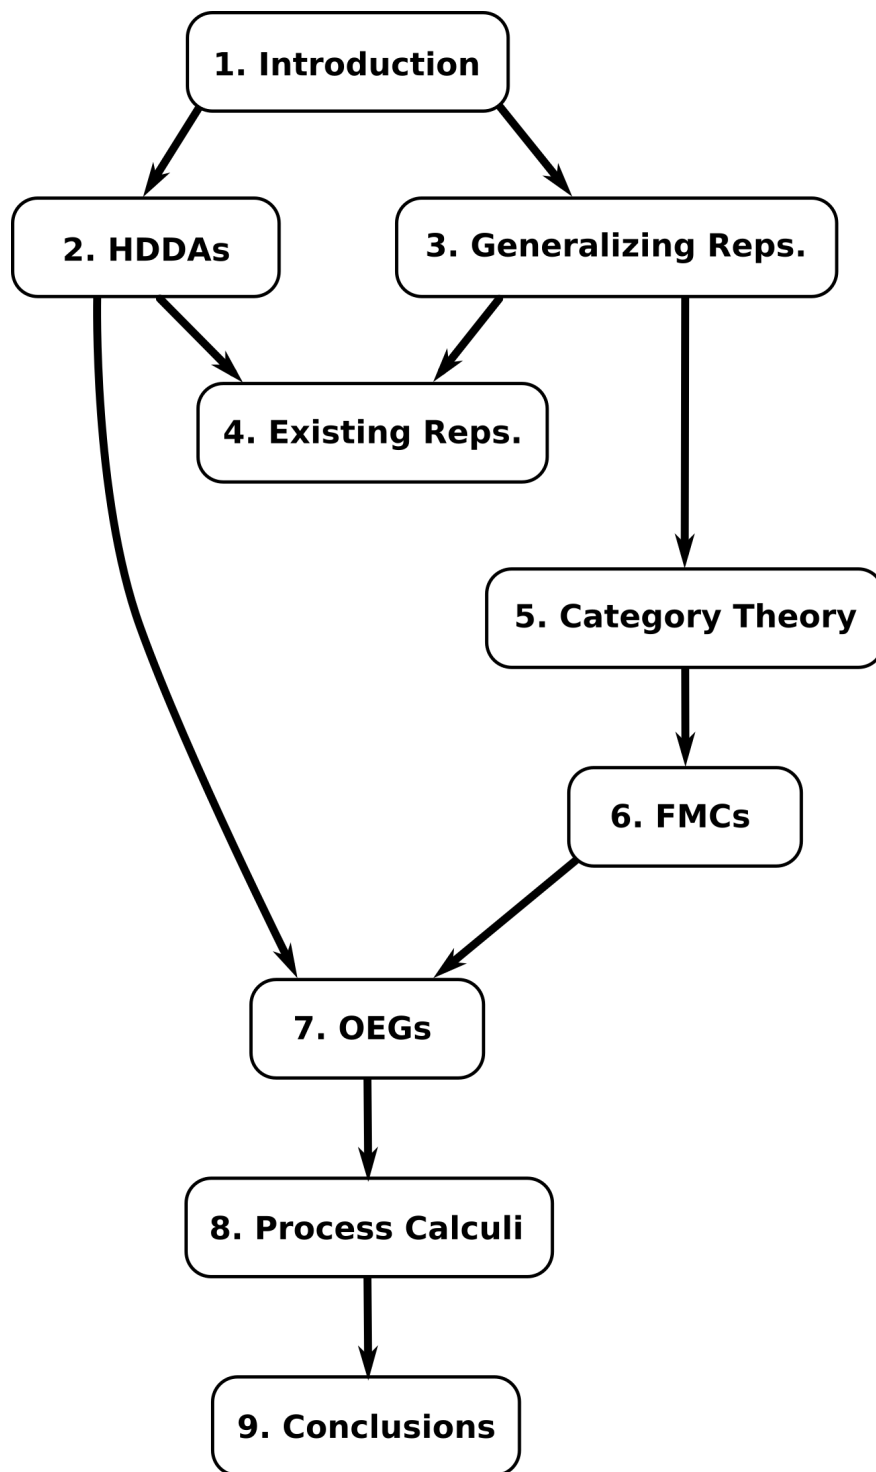 1. Introduction
2. HDDAs
3. Generalizing Reps.
4. Existing Reps.
5. Category Theory
6. FMCs
7. OEGs
8. Process Calculi
9. Conclusions